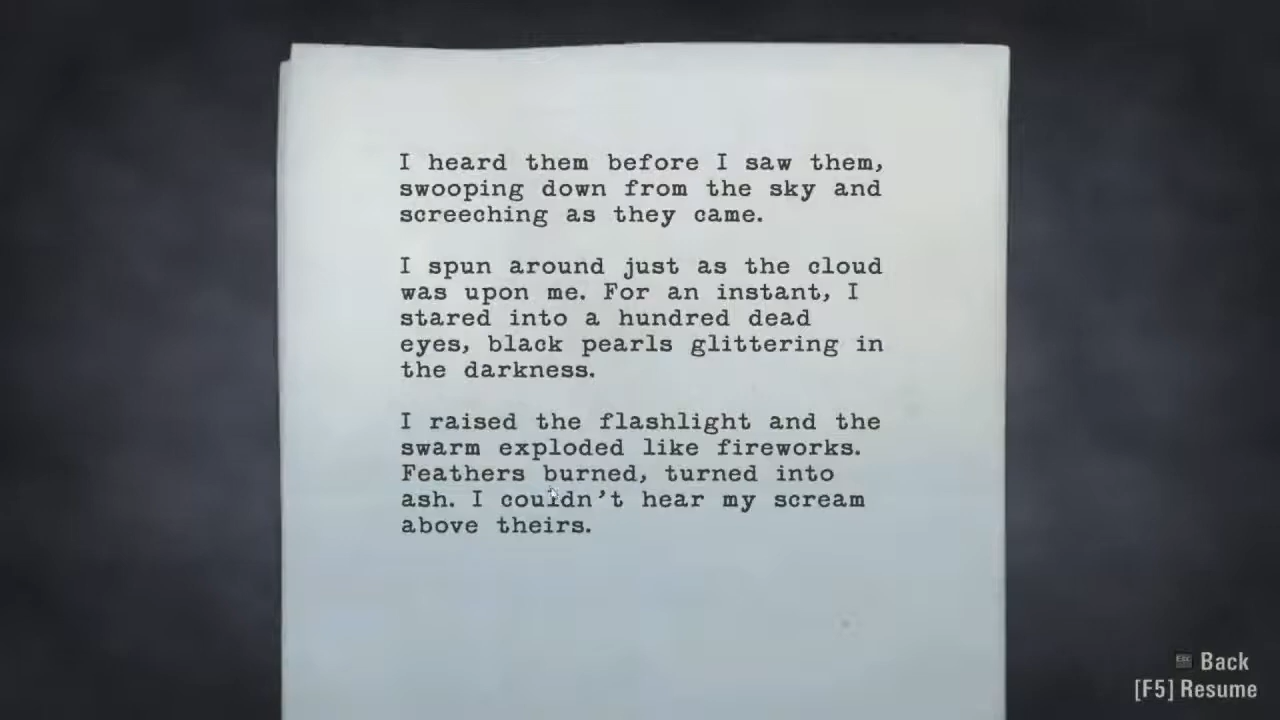 I heard them before I saw them,
swooping down from the sky and
screeching as they came.
I spun around just as the cloud
was upon me. For an instant, I
stared into a hundred dead
eyes, black pearls glittering in
the darkness.
I raised the flashlight and the
swarm exploded like fireworks.
Feathers burned, turned into
ash. I couldn't hear my scream
above theirs.
ESC Back
[F5] Resume